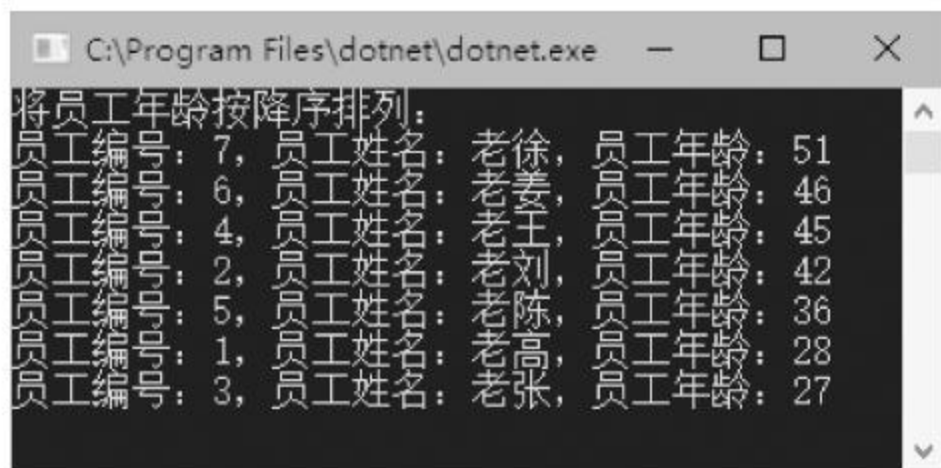 C:\Program Files\dotnet\dotnet.exe
将员工年龄按降序排列：
员工编号：7，员工姓名：老徐，员工年龄：51
员工编号：6，员工姓名：老姜，员工年龄：46
员工编号：4，员工姓名：老王，员工年龄：45
员工编号：2，员工姓名：老刘，员工年龄：42
员工编号：5，员工姓名：老陈，员工年龄：36
员工编号：1，员工姓名：老高，员工年龄：28
员工编号：3，员工姓名：老张，员工年龄：27